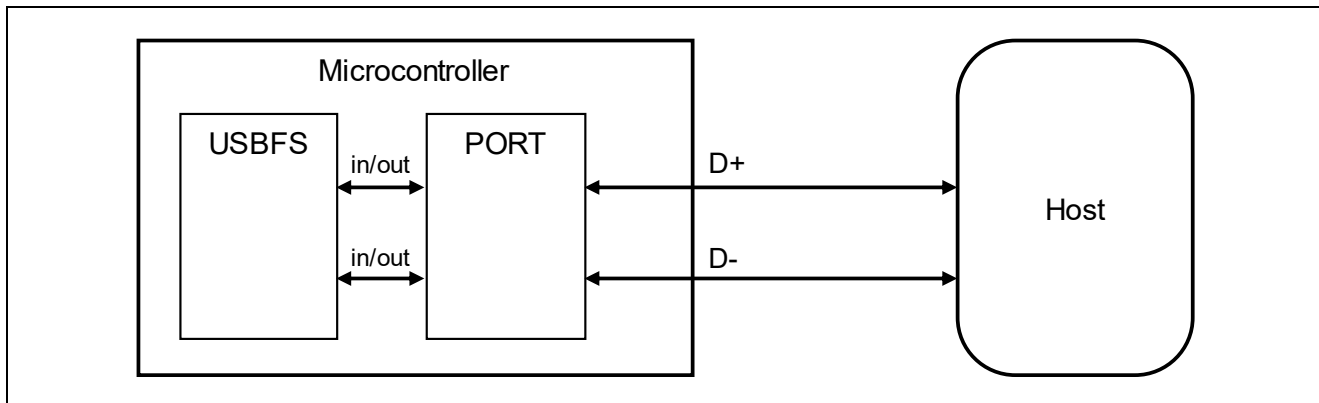 Microcontroller
USBFS
in/out
PORT
D+
Host
in/out
D-